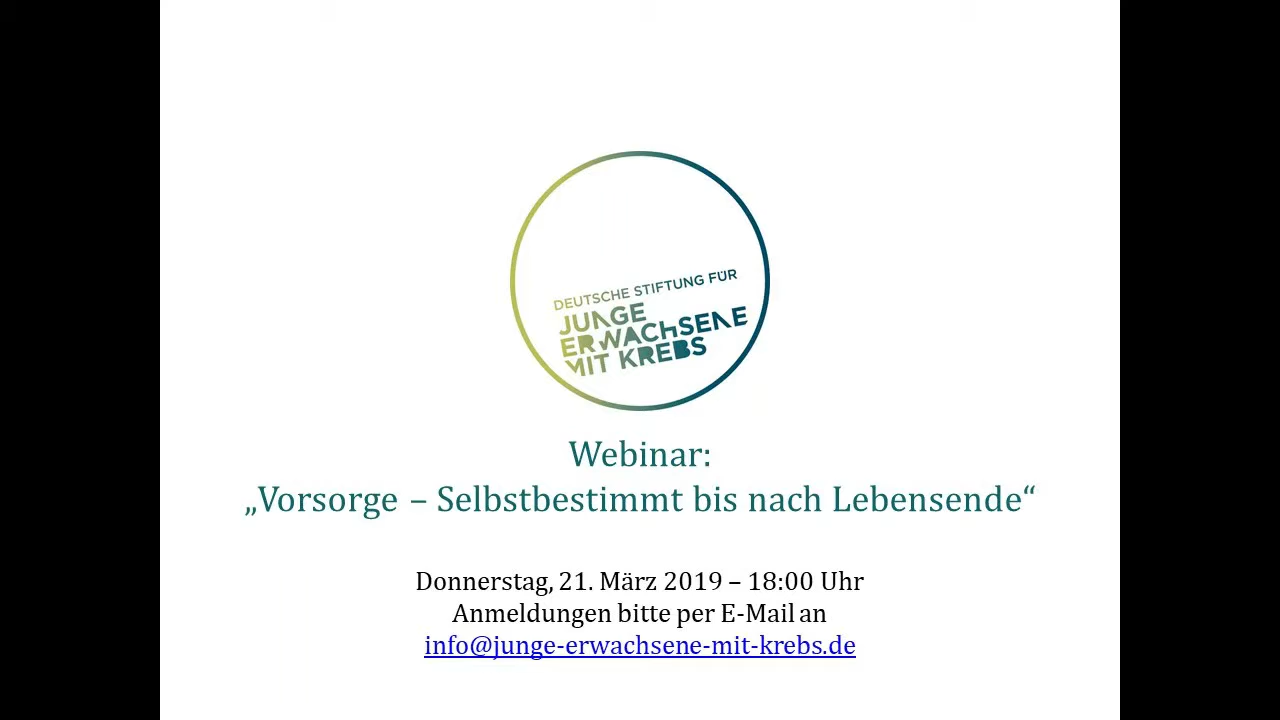 DEUTSCHE STIFTUNG FÜR
JUNGE
ERWACHSENE
MIT KREBS
Webinar:
„Vorsorge – Selbstbestimmt bis nach Lebensende“
Donnerstag, 21. März 2019 – 18:00 Uhr
Anmeldungen bitte per E-Mail an
info@junge-erwachsene-mit-krebs.de